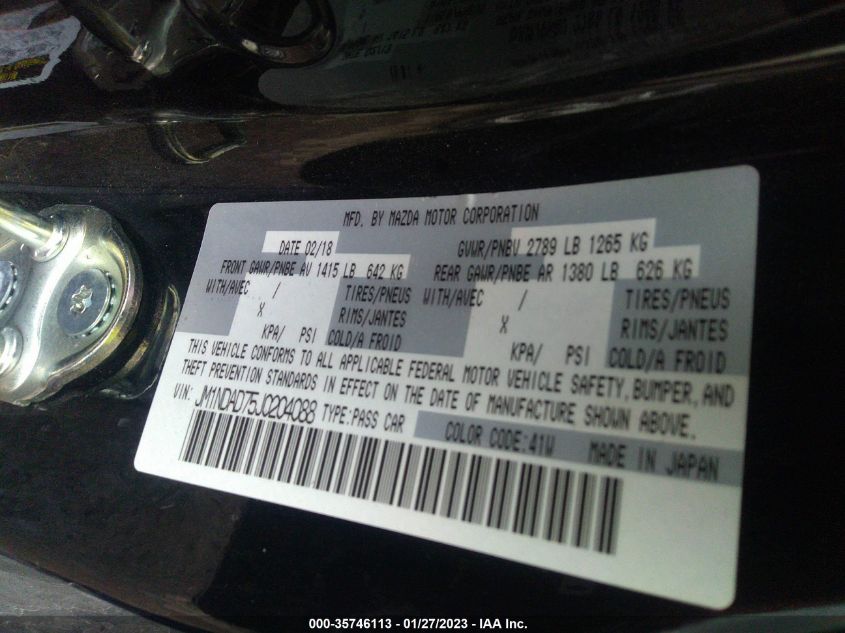 MFD. BY MAZDA MOTOR CORPORATION
DATE 02/18 GVWR/PNBV 2789 LB 1265 KG
FRONT GAWR/PNBE AV 1415 LB 642 KG REAR GAWR/PNBE AR 1380 LB 626 KG
WITH/AVEC / TIRES/PNEUS WITH/AVEC / TIRES/PNEUS
X RIMS/JANTES X RIMS/JANTES
KPA/ PSI COLD/A FROID KPA/ PSI COLD/A FROID
THIS VEHICLE CONFORMS TO ALL APPLICABLE FEDERAL MOTOR VEHICLE SAFETY, BUMPER, AND
THEFT PREVENTION STANDARDS IN EFFECT ON THE DATE OF MANUFACTURE SHOWN ABOVE.
VIN: JM1NDAD75J0204088 TYPE:PASS CAR COLOR CODE:41W MADE IN JAPAN
000-35746113 - 01/27/2023 - IAA Inc.